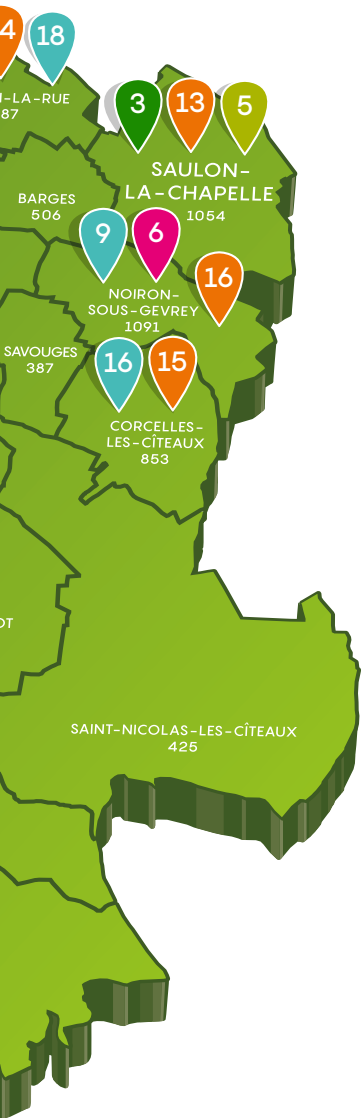 4
18
-LA-RUE
87
3
13
5
SAULON-
LA-CHAPELLE
1054
BARGES
506
9
6
16
NOIRON-
SOUS-GEVREY
1091
SAVOUGES
387
16
15
CORCELLES-
LES-CÎTEAUX
853
OT
SAINT-NICOLAS-LES-CÎTEAUX
425